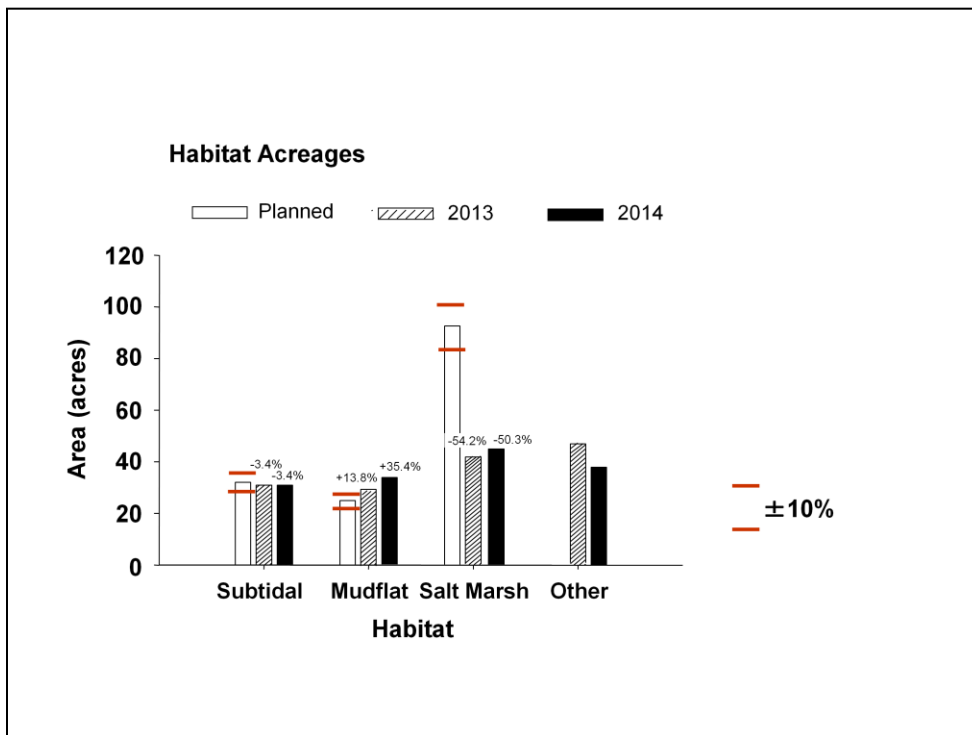 Habitat Acreages
Planned 2013 2014
120
100
80
60
40
20
0
Area (acres)
-3.4%
-3.4%
+13.8%
+35.4%
-54.2%
-50.3%
±10%
Subtidal Mudflat Salt Marsh Other
Habitat